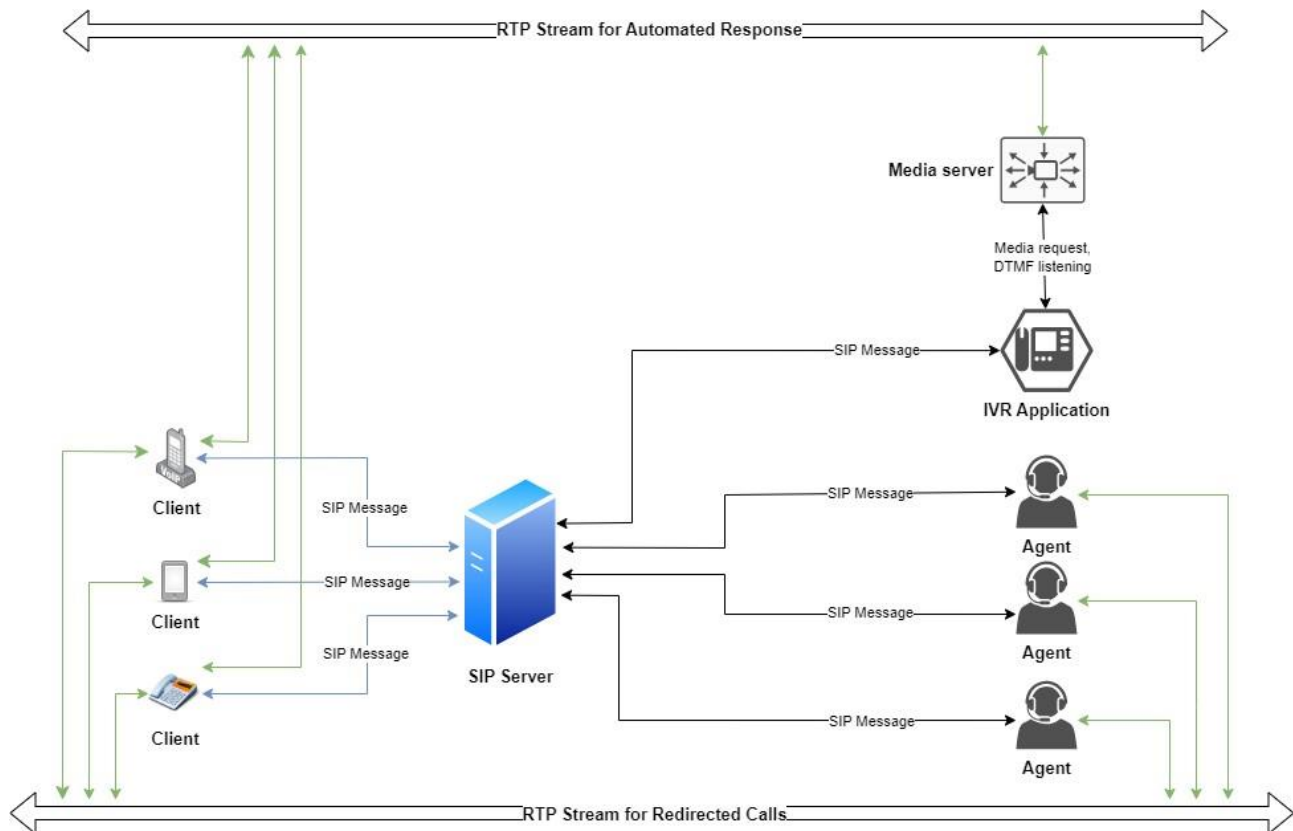 RTP Stream for Automated Response
Media server
Media request,
DTMF listening
SIP Message
IVR Application
VoIP
Client
SIP Message
SIP Message
Agent
Client
SIP Message
SIP Message
Agent
SIP Message
SIP Server
Client
SIP Message
Agent
RTP Stream for Redirected Calls